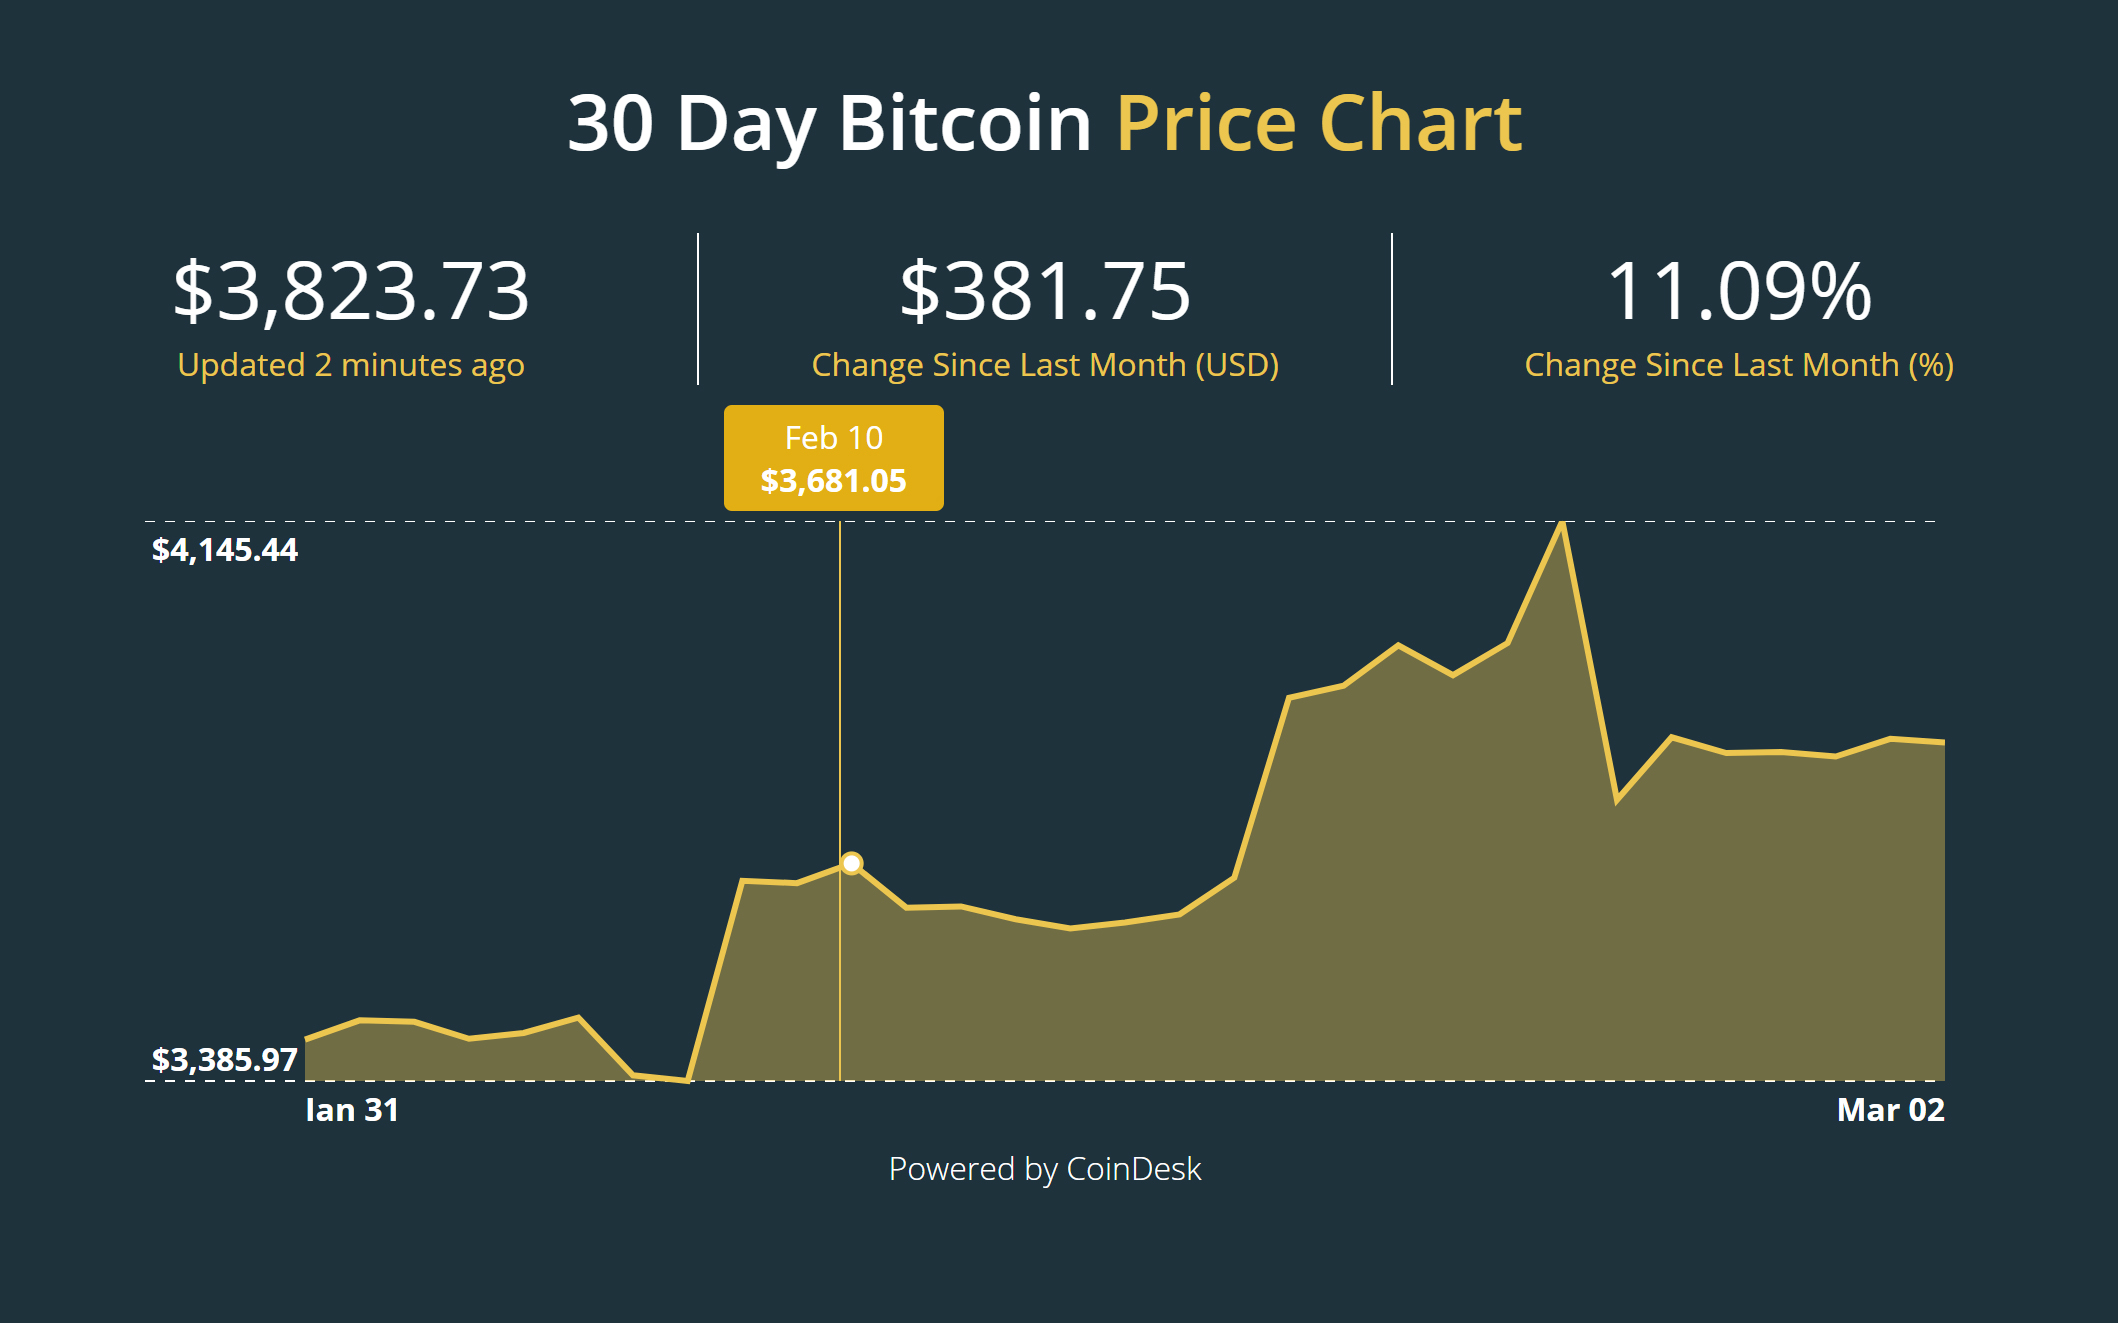 30 Day Bitcoin Price Chart
$3,823.73
Updated 2 minutes ago
$381.75
Change Since Last Month (USD)
11.09%
Change Since Last Month (%)
Feb 10
$3,681.05
$4,145.44
$3,385.97
Jan 31
Mar 02
Powered by CoinDesk